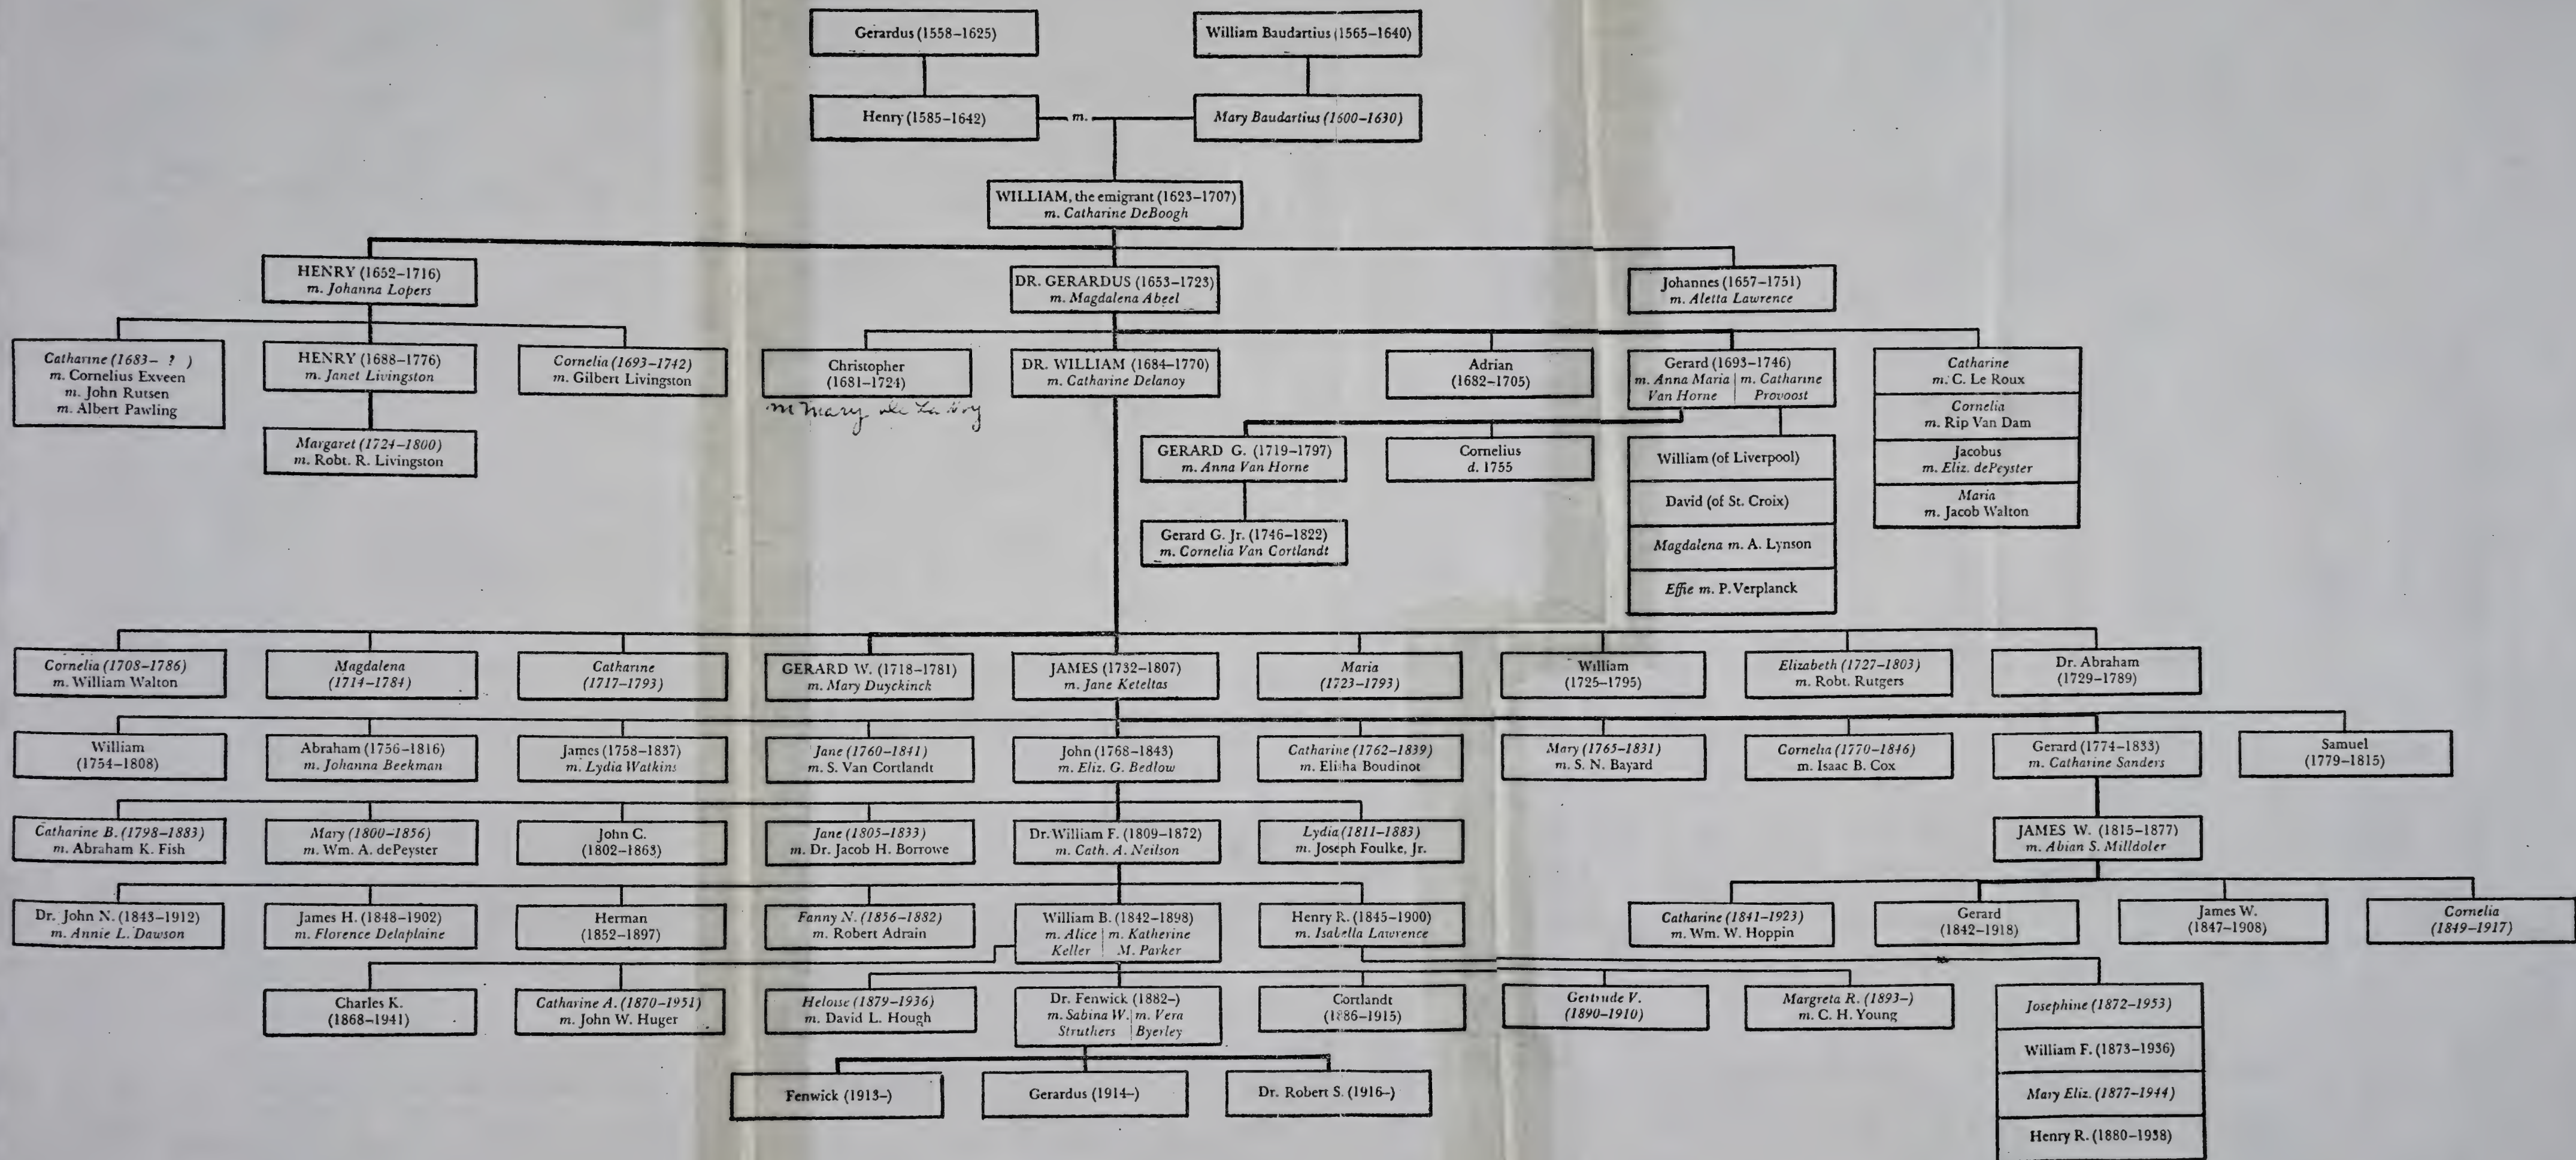 Gerardus (1558–1625)
William Baudartius (1565–1640)
Henry (1585–1642)
m.
Mary Baudartius (1600–1630)
WILLIAM, the emigrant (1623–1707)
m. Catharine DeBoogh
HENRY (1652–1716)
m. Johanna Lopers
DR. GERARDUS (1653–1723)
m. Magdalena Abeel
Johannes (1657–1751)
m. Aletta Lawrence
Catharine (1683– ? )
m. Cornelius Exveen
m. John Rutsen
m. Albert Pawling
HENRY (1688–1776)
m. Janet Livingston
Cornelia (1693–1742)
m. Gilbert Livingston
Christopher
(1681–1724)
m Mary de La Noy
DR. WILLIAM (1684–1770)
m. Catharine Delanoy
Adrian
(1682–1705)
Gerard (1693–1746)
m. Anna Maria | m. Catharine
Van Horne | Provoost
Catharine
m. C. Le Roux
Cornelia
m. Rip Van Dam
Jacobus
m. Eliz. dePeyster
Maria
m. Jacob Walton
Margaret (1724–1800)
m. Robt. R. Livingston
GERARD G. (1719–1797)
m. Anna Van Horne
Cornelius
d. 1755
William (of Liverpool)
David (of St. Croix)
Magdalena m. A. Lynson
Effie m. P. Verplanck
Gerard G. Jr. (1746–1822)
m. Cornelia Van Cortlandt
Cornelia (1708–1786)
m. William Walton
Magdalena
(1714–1784)
Catharine
(1717–1793)
GERARD W. (1718–1781)
m. Mary Duyckinck
JAMES (1732–1807)
m. Jane Keteltas
Maria
(1723–1793)
William
(1725–1795)
Elizabeth (1727–1803)
m. Robt. Rutgers
Dr. Abraham
(1729–1789)
William
(1754–1808)
Abraham (1756–1816)
m. Johanna Beekman
James (1758–1837)
m. Lydia Watkins
Jane (1760–1841)
m. S. Van Cortlandt
John (1768–1843)
m. Eliz. G. Bedlow
Catharine (1762–1839)
m. Elisha Boudinot
Mary (1765–1831)
m. S. N. Bayard
Cornelia (1770–1846)
m. Isaac B. Cox
Gerard (1774–1833)
m. Catharine Sanders
Samuel
(1779–1815)
Catharine B. (1798–1883)
m. Abraham K. Fish
Mary (1800–1856)
m. Wm. A. dePeyster
John C.
(1802–1863)
Jane (1805–1833)
m. Dr. Jacob H. Borrowe
Dr. William F. (1809–1872)
m. Cath. A. Neilson
Lydia (1811–1883)
m. Joseph Foulke, Jr.
JAMES W. (1815–1877)
m. Abian S. Milldoler
Dr. John N. (1843–1912)
m. Annie L. Dawson
James H. (1848–1902)
m. Florence Delaplaine
Herman
(1852–1897)
Fanny N. (1856–1882)
m. Robert Adrain
William B. (1842–1898)
m. Alice | m. Katherine
Keller | M. Parker
Henry R. (1845–1900)
m. Isabella Lawrence
Catharine (1841–1923)
m. Wm. W. Hoppin
Gerard
(1842–1918)
James W.
(1847–1908)
Cornelia
(1849–1917)
Charles K.
(1868–1941)
Catharine A. (1870–1951)
m. John W. Huger
Heloise (1879–1936)
m. David L. Hough
Dr. Fenwick (1882–)
m. Sabina W. | m. Vera
Struthers | Byerley
Cortlandt
(1886–1915)
Gertrude V.
(1890–1910)
Margreta R. (1893–)
m. C. H. Young
Josephine (1872–1953)
William F. (1873–1936)
Mary Eliz. (1877–1944)
Henry R. (1880–1938)
Fenwick (1913–)
Gerardus (1914–)
Dr. Robert S. (1916–)